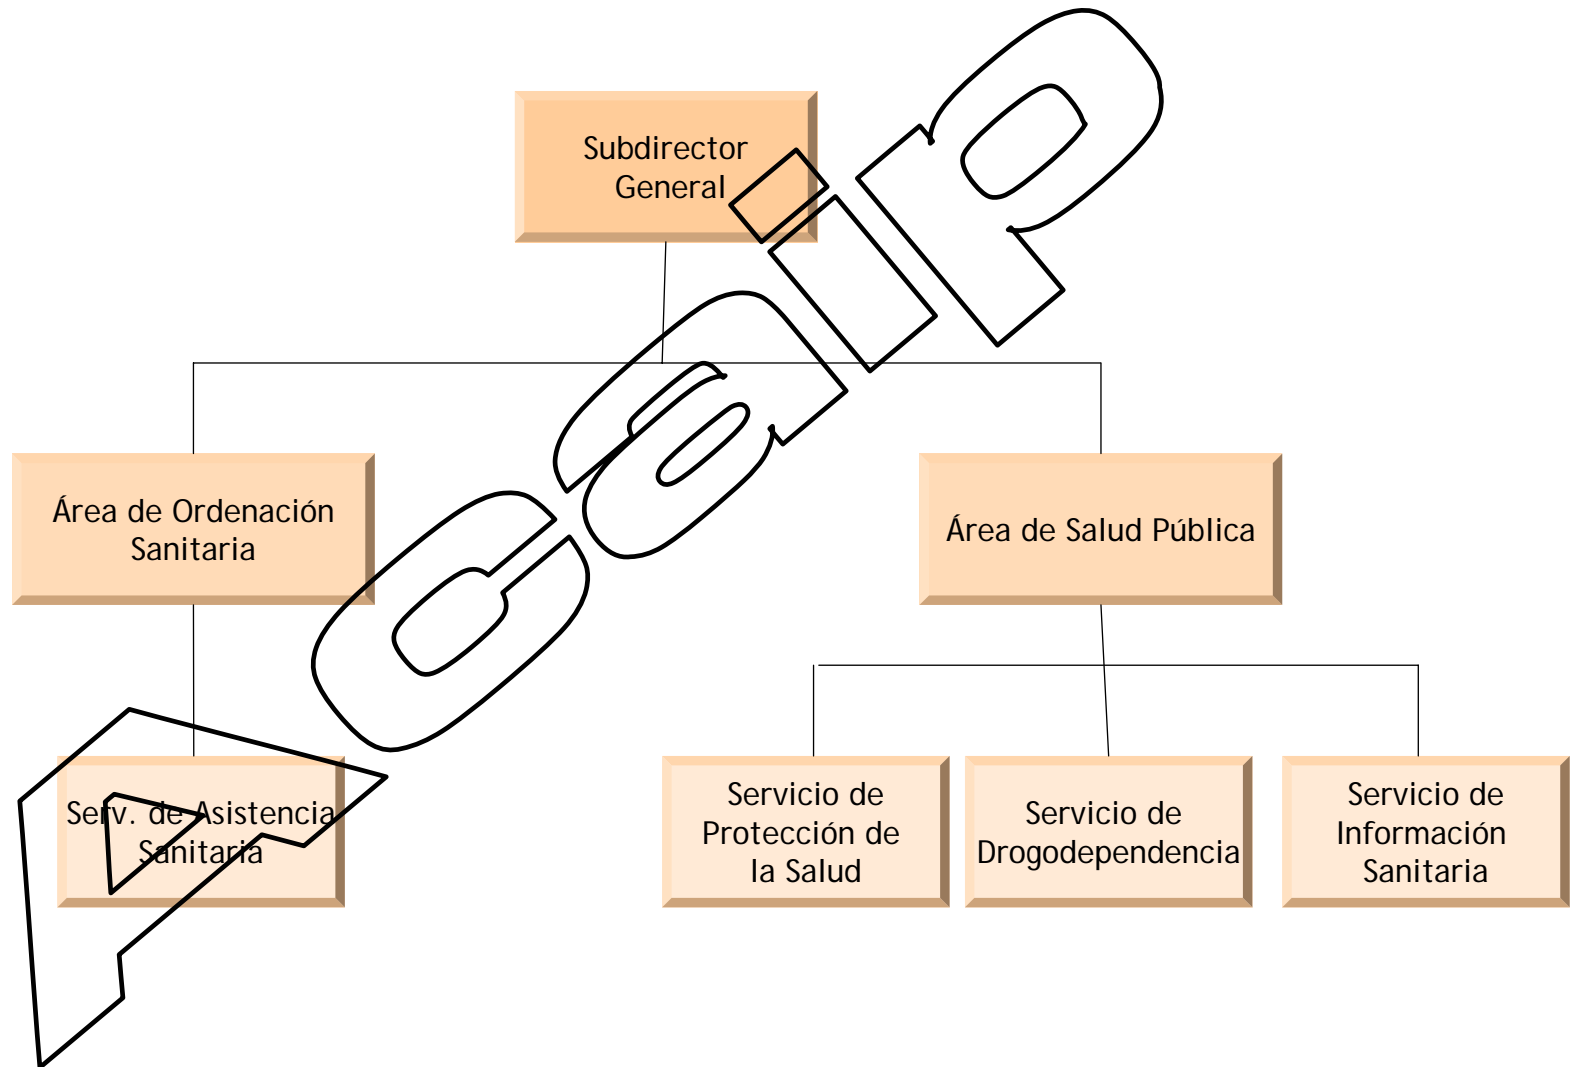 Subdirector
General
Área de Ordenación
Sanitaria
Área de Salud Pública
Serv. de Asistencia
Sanitaria
Servicio de
Protección de
la Salud
Servicio de
Drogodependencia
Servicio de
Información
Sanitaria